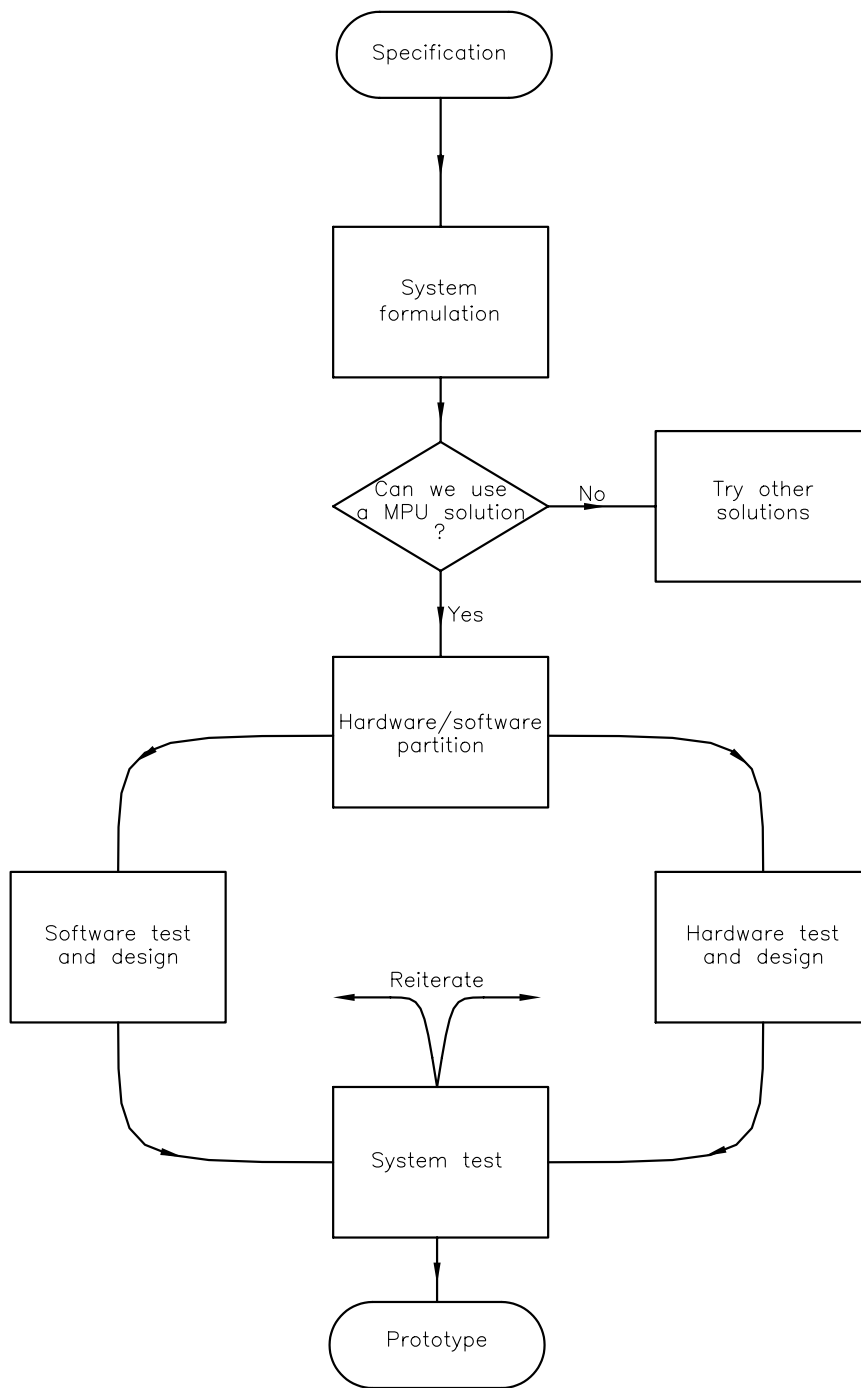 Specification
System
formulation
Can we use
a MPU solution
?
No
Try other
solutions
Yes
Hardware/software
partition
Software test
and design
Hardware test
and design
Reiterate
System test
Prototype